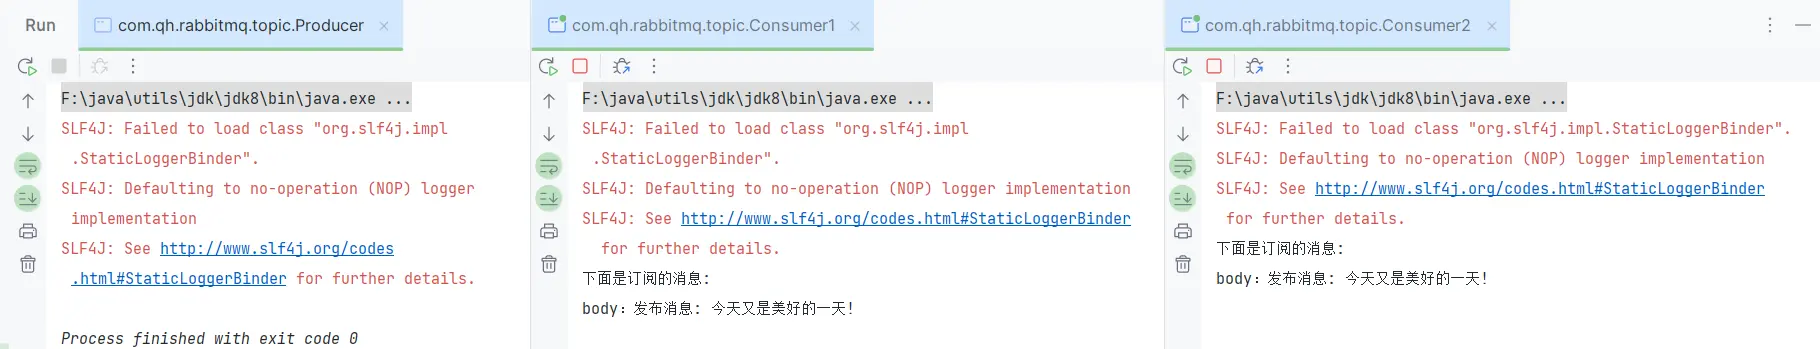 Run
com.qh.rabbitmq.topic.Producer
F:\java\utils\jdk\jdk8\bin\java.exe ...
SLF4J: Failed to load class "org.slf4j.impl
.StaticLoggerBinder".
SLF4J: Defaulting to no-operation (NOP) logger
implementation
SLF4J: See http://www.slf4j.org/codes
.html#StaticLoggerBinder for further details.
Process finished with exit code 0
com.qh.rabbitmq.topic.Consumer1
F:\java\utils\jdk\jdk8\bin\java.exe ...
SLF4J: Failed to load class "org.slf4j.impl
.StaticLoggerBinder".
SLF4J: Defaulting to no-operation (NOP) logger implementation
SLF4J: See http://www.slf4j.org/codes.html#StaticLoggerBinder
for further details.
下面是订阅的消息:
body：发布消息: 今天又是美好的一天!
com.qh.rabbitmq.topic.Consumer2
F:\java\utils\jdk\jdk8\bin\java.exe ...
SLF4J: Failed to load class "org.slf4j.impl.StaticLoggerBinder".
SLF4J: Defaulting to no-operation (NOP) logger implementation
SLF4J: See http://www.slf4j.org/codes.html#StaticLoggerBinder
for further details.
下面是订阅的消息:
body：发布消息: 今天又是美好的一天!